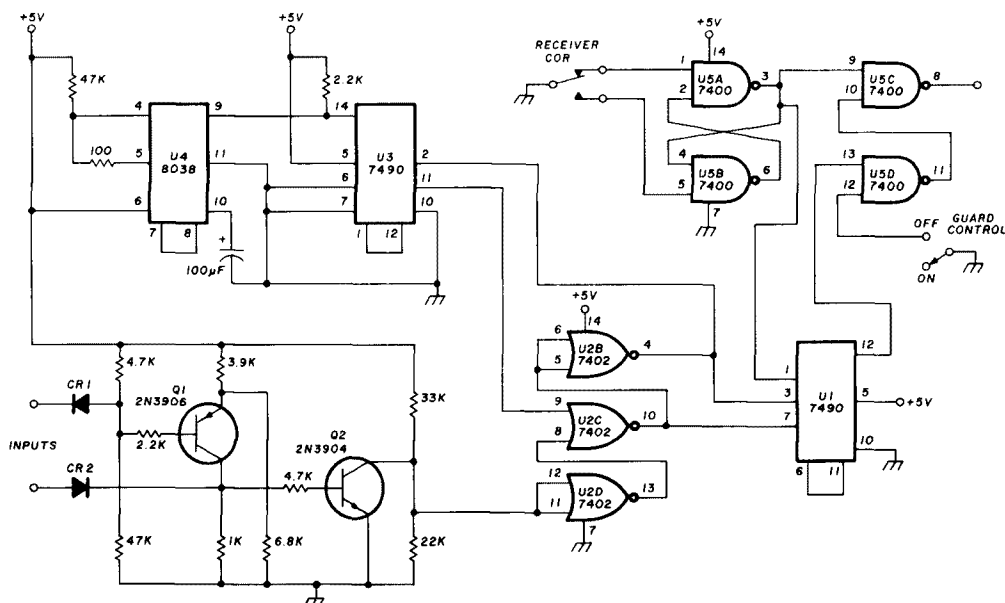 +5V
47K
4
5
6
100
U4
8038
9
11
10
7
8
+
100µF
+5V
2.2K
14
5
6
7
U3
7490
2
11
10
1
12
RECEIVER
COR
+5V
14
1
2
U5A
7400
3
4
5
U5B
7400
6
7
9
10
U5C
7400
8
13
12
U5D
7400
11
OFF
GUARD
CONTROL
ON
+5V
14
6
5
U2B
7402
4
9
8
U2C
7402
10
12
11
U2D
7402
13
7
1
3
7
U1
7490
12
5
+5V
10
6
11
4.7K
3.9K
CR1
Q1
2N3906
2.2K
INPUTS
CR2
Q2
2N3904
4.7K
33K
47K
1K
6.8K
22K